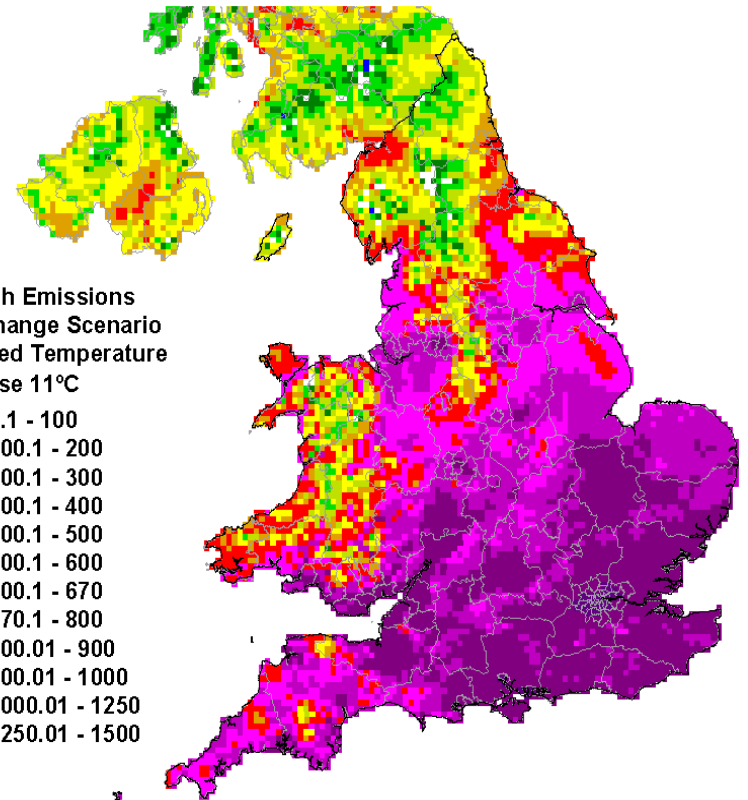 h Emissions
hange Scenario
ed Temperature
se 11ºC
.1 - 100
00.1 - 200
00.1 - 300
00.1 - 400
00.1 - 500
00.1 - 600
00.1 - 670
70.1 - 800
00.01 - 900
00.01 - 1000
000.01 - 1250
250.01 - 1500